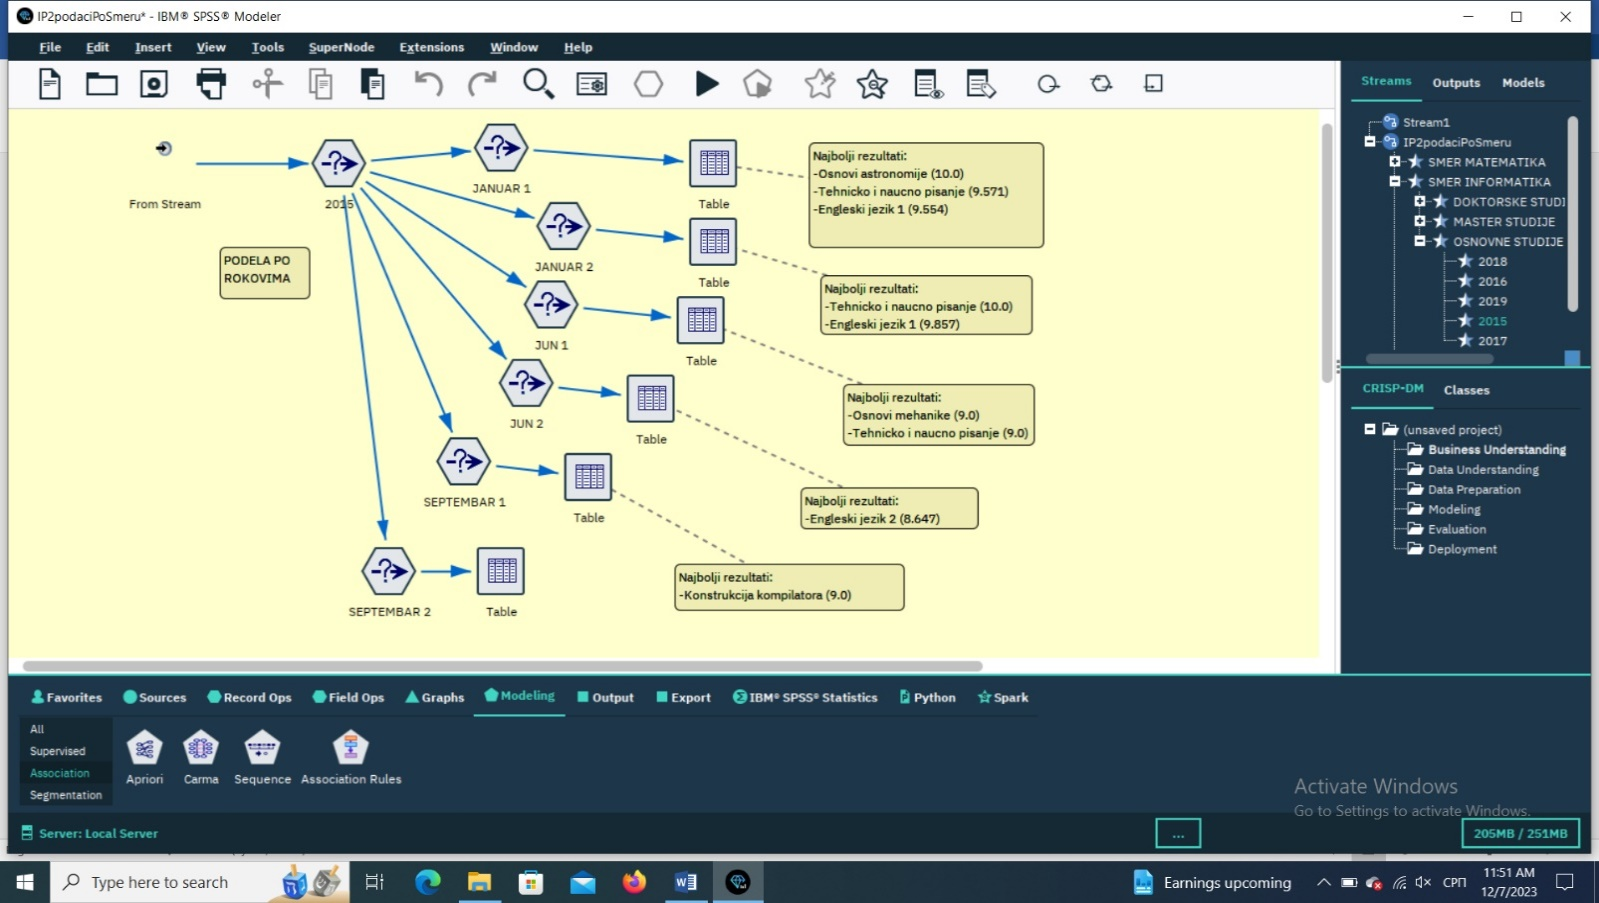 IP2podaciPoSmeru* - IBM® SPSS® Modeler
File Edit Insert View Tools SuperNode Extensions Window Help
Streams Outputs Models
Stream1
IP2podaciPoSmeru
SMER MATEMATIKA
SMER INFORMATIKA
DOKTORSKE STUDI
MASTER STUDIJE
OSNOVNE STUDIJE
2018
2016
2019
2015
2017
From Stream
2015
PODELA PO
ROKOVIMA
JANUAR 1
Table
Najbolji rezultati:
-Osnovi astronomije (10.0)
-Tehnicko i naucno pisanje (9.571)
-Engleski jezik 1 (9.554)
JANUAR 2
Table
Najbolji rezultati:
-Tehnicko i naucno pisanje (10.0)
-Engleski jezik 1 (9.857)
JUN 1
Table
Najbolji rezultati:
-Osnovi mehanike (9.0)
-Tehnicko i naucno pisanje (9.0)
JUN 2
Table
Najbolji rezultati:
-Engleski jezik 2 (8.647)
SEPTEMBAR 1
Table
Najbolji rezultati:
-Konstrukcija kompilatora (9.0)
SEPTEMBAR 2
Table
CRISP-DM Classes
(unsaved project)
Business Understanding
Data Understanding
Data Preparation
Modeling
Evaluation
Deployment
Favorites Sources Record Ops Field Ops Graphs Modeling Output Export IBM® SPSS® Statistics Python Spark
All
Supervised
Association
Segmentation
Apriori Carma Sequence Association Rules
Activate Windows
Go to Settings to activate Windows.
Server: Local Server
...
205MB / 251MB
Type here to search
Earnings upcoming
СРП
11:51 AM
12/7/2023